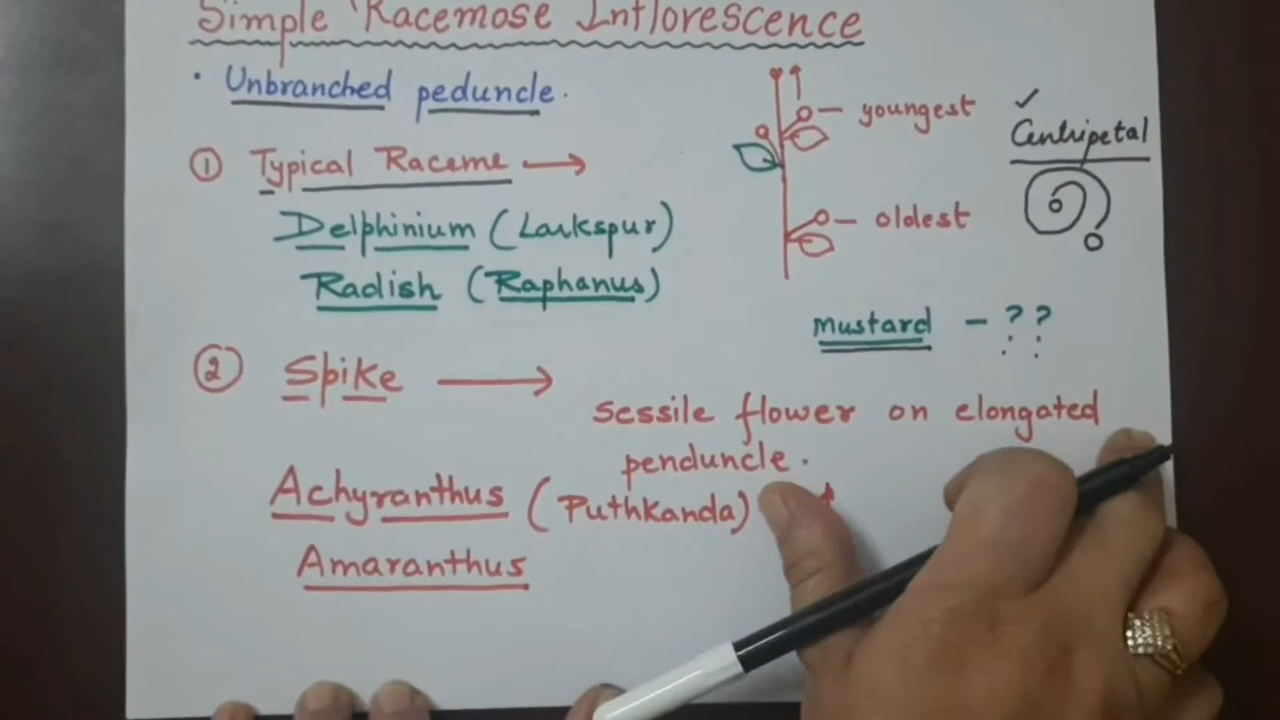 Simple Racemose Inflorescence
• Unbranched peduncle.
① Typical Raceme →
Delphinium (Larkspur)
Radish (Raphanus)
youngest
oldest
Centripetal
Mustard - ??
② Spike →
sessile flower on elongated
penduncle.
Achyranthus (Puthkanda)
Amaranthus